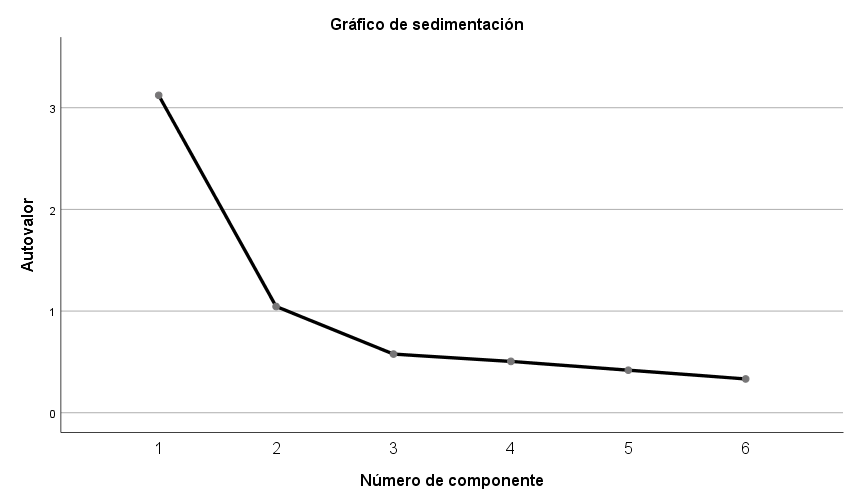 Gráfico de sedimentación
3
2
1
0
Autovalor
1 2 3 4 5 6
Número de componente